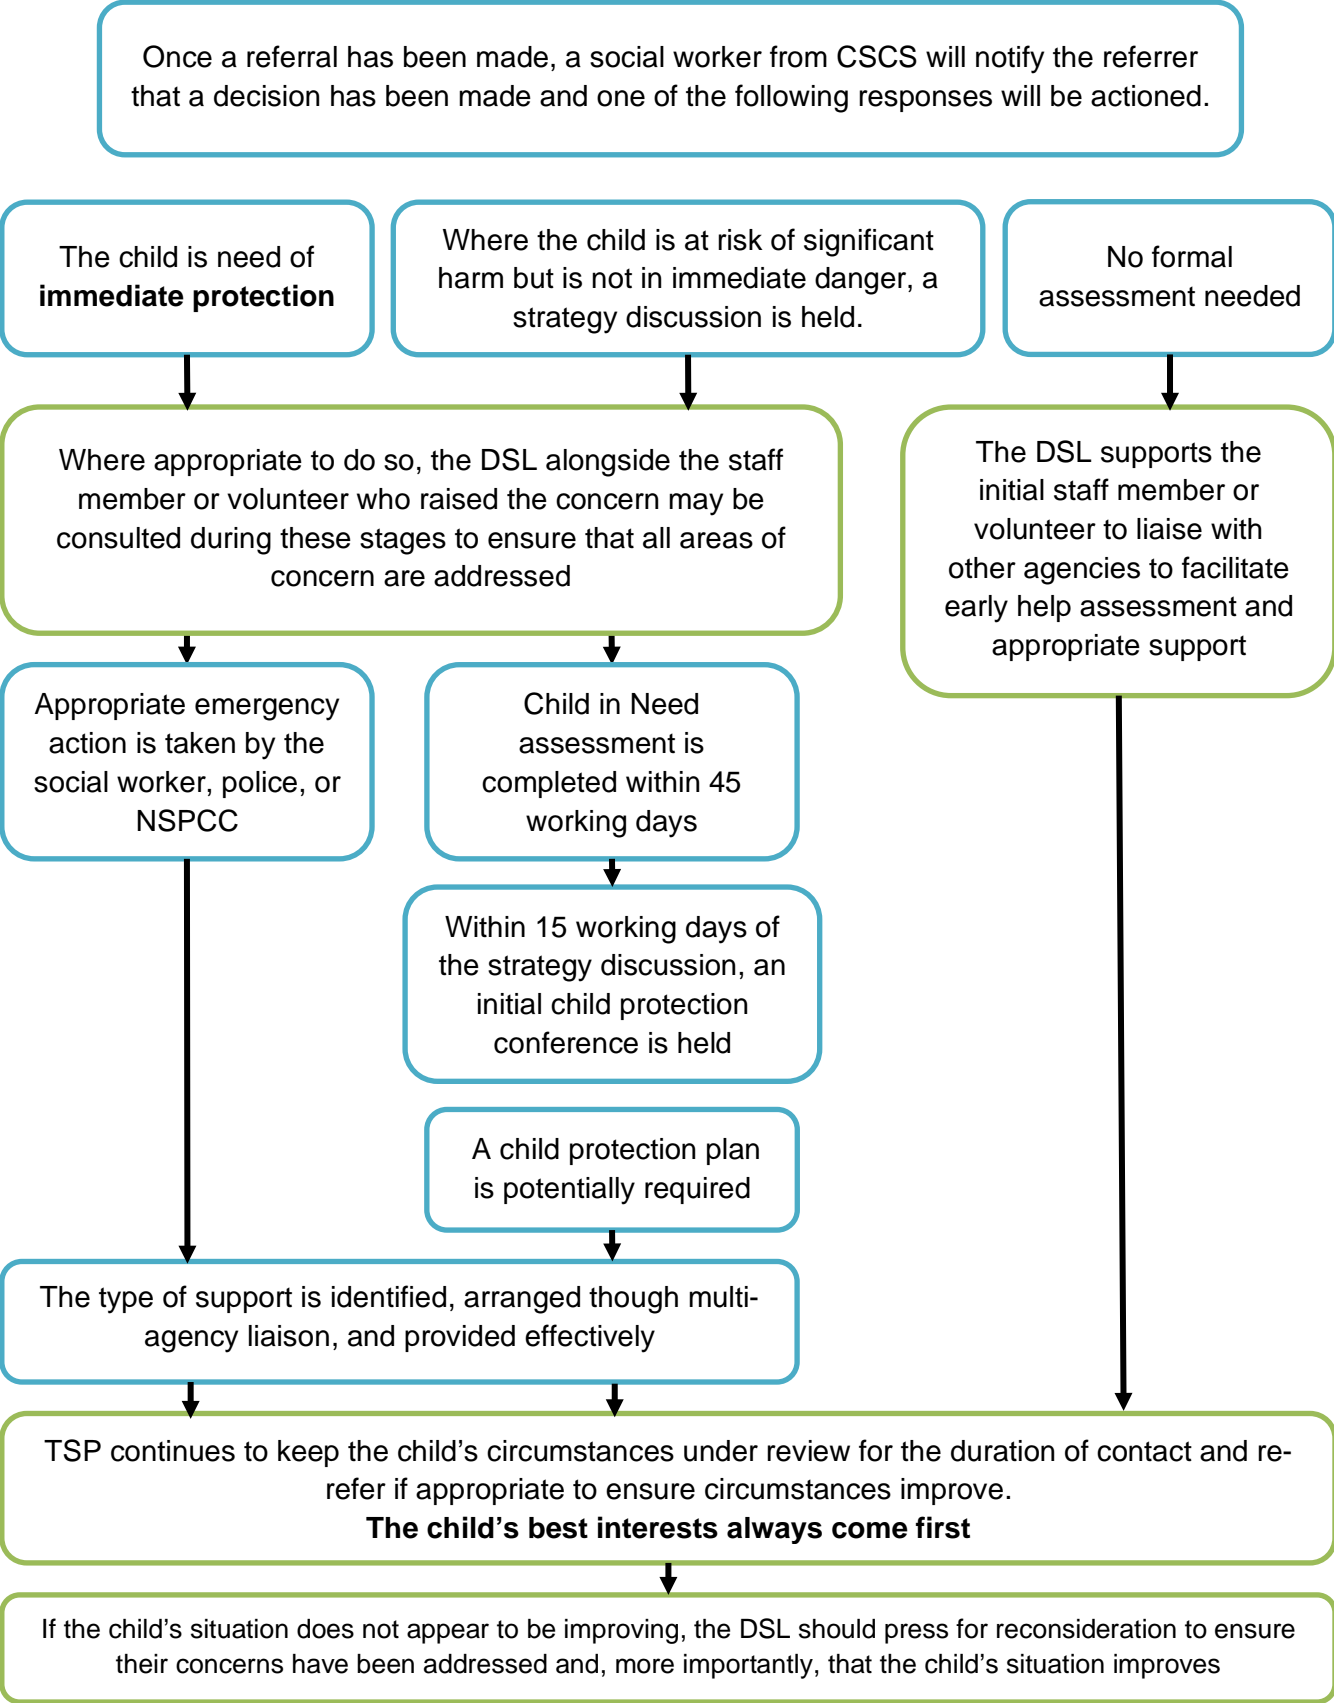 Once a referral has been made, a social worker from CSCS will notify the referrer
that a decision has been made and one of the following responses will be actioned.
The child is need of
immediate protection
Where the child is at risk of significant
harm but is not in immediate danger, a
strategy discussion is held.
No formal
assessment needed
Where appropriate to do so, the DSL alongside the staff
member or volunteer who raised the concern may be
consulted during these stages to ensure that all areas of
concern are addressed
The DSL supports the
initial staff member or
volunteer to liaise with
other agencies to facilitate
early help assessment and
appropriate support
Appropriate emergency
action is taken by the
social worker, police, or
NSPCC
Child in Need
assessment is
completed within 45
working days
Within 15 working days of
the strategy discussion, an
initial child protection
conference is held
A child protection plan
is potentially required
The type of support is identified, arranged though multi-
agency liaison, and provided effectively
TSP continues to keep the child’s circumstances under review for the duration of contact and re-
refer if appropriate to ensure circumstances improve.
The child’s best interests always come first
If the child’s situation does not appear to be improving, the DSL should press for reconsideration to ensure
their concerns have been addressed and, more importantly, that the child’s situation improves